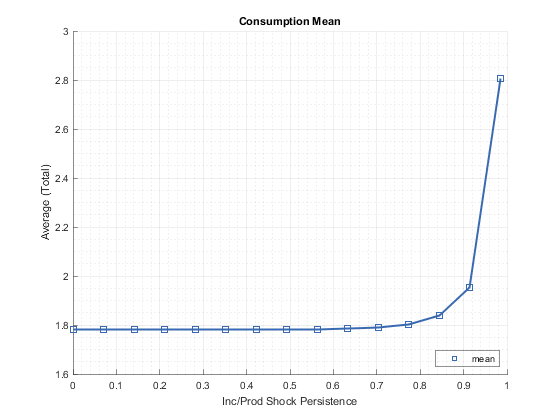 Consumption Mean
3
2.8
2.6
2.4
2.2
2
1.8
1.6
Average (Total)
0 0.1 0.2 0.3 0.4 0.5 0.6 0.7 0.8 0.9 1
Inc/Prod Shock Persistence
mean